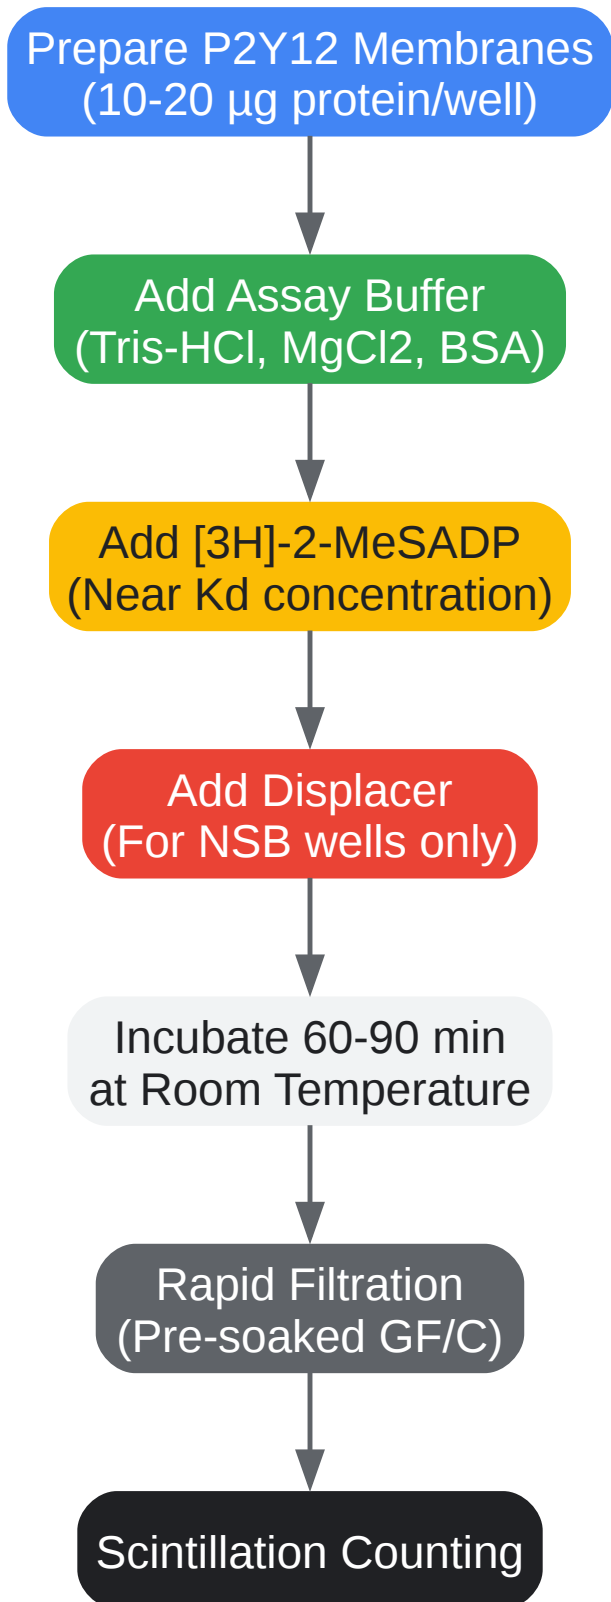 Prepare P2Y12 Membranes
(10-20 µg protein/well)
Add Assay Buffer
(Tris-HCl, MgCl2, BSA)
Add [3H]-2-MeSADP
(Near Kd concentration)
Add Displacer
(For NSB wells only)
Incubate 60-90 min
at Room Temperature
Rapid Filtration
(Pre-soaked GF/C)
Scintillation Counting